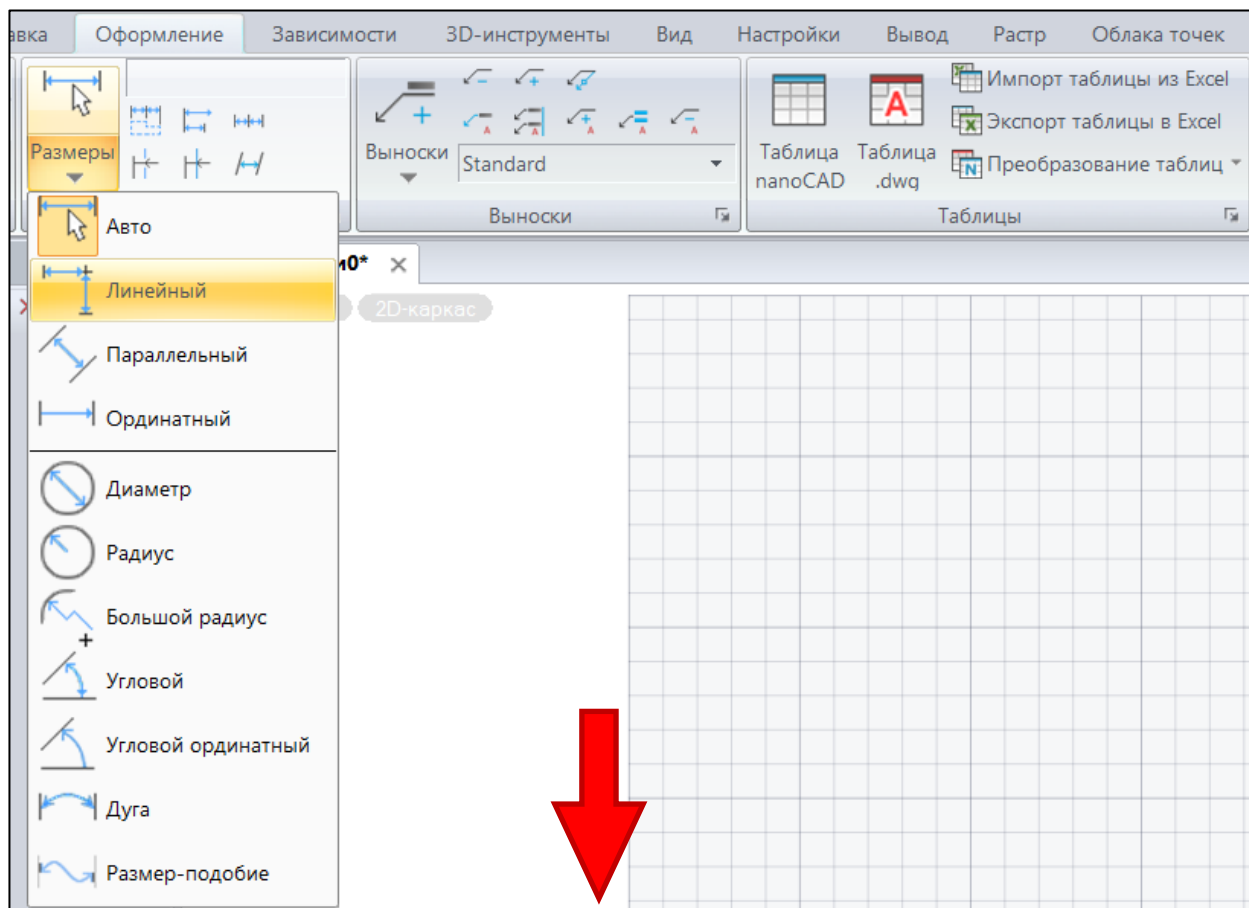 авка Оформление Зависимости 3D-инструменты Вид Настройки Вывод Растр Облака точек
Размеры
Выноски
Standard
Выноски
Таблица nanoCAD
Таблица .dwg
Импорт таблицы из Excel
Экспорт таблицы в Excel
Преобразование таблиц
Таблицы
и0*
2D-каркас
Авто
Линейный
Параллельный
Ординатный
Диаметр
Радиус
Большой радиус
Угловой
Угловой ординатный
Дуга
Размер-подобие